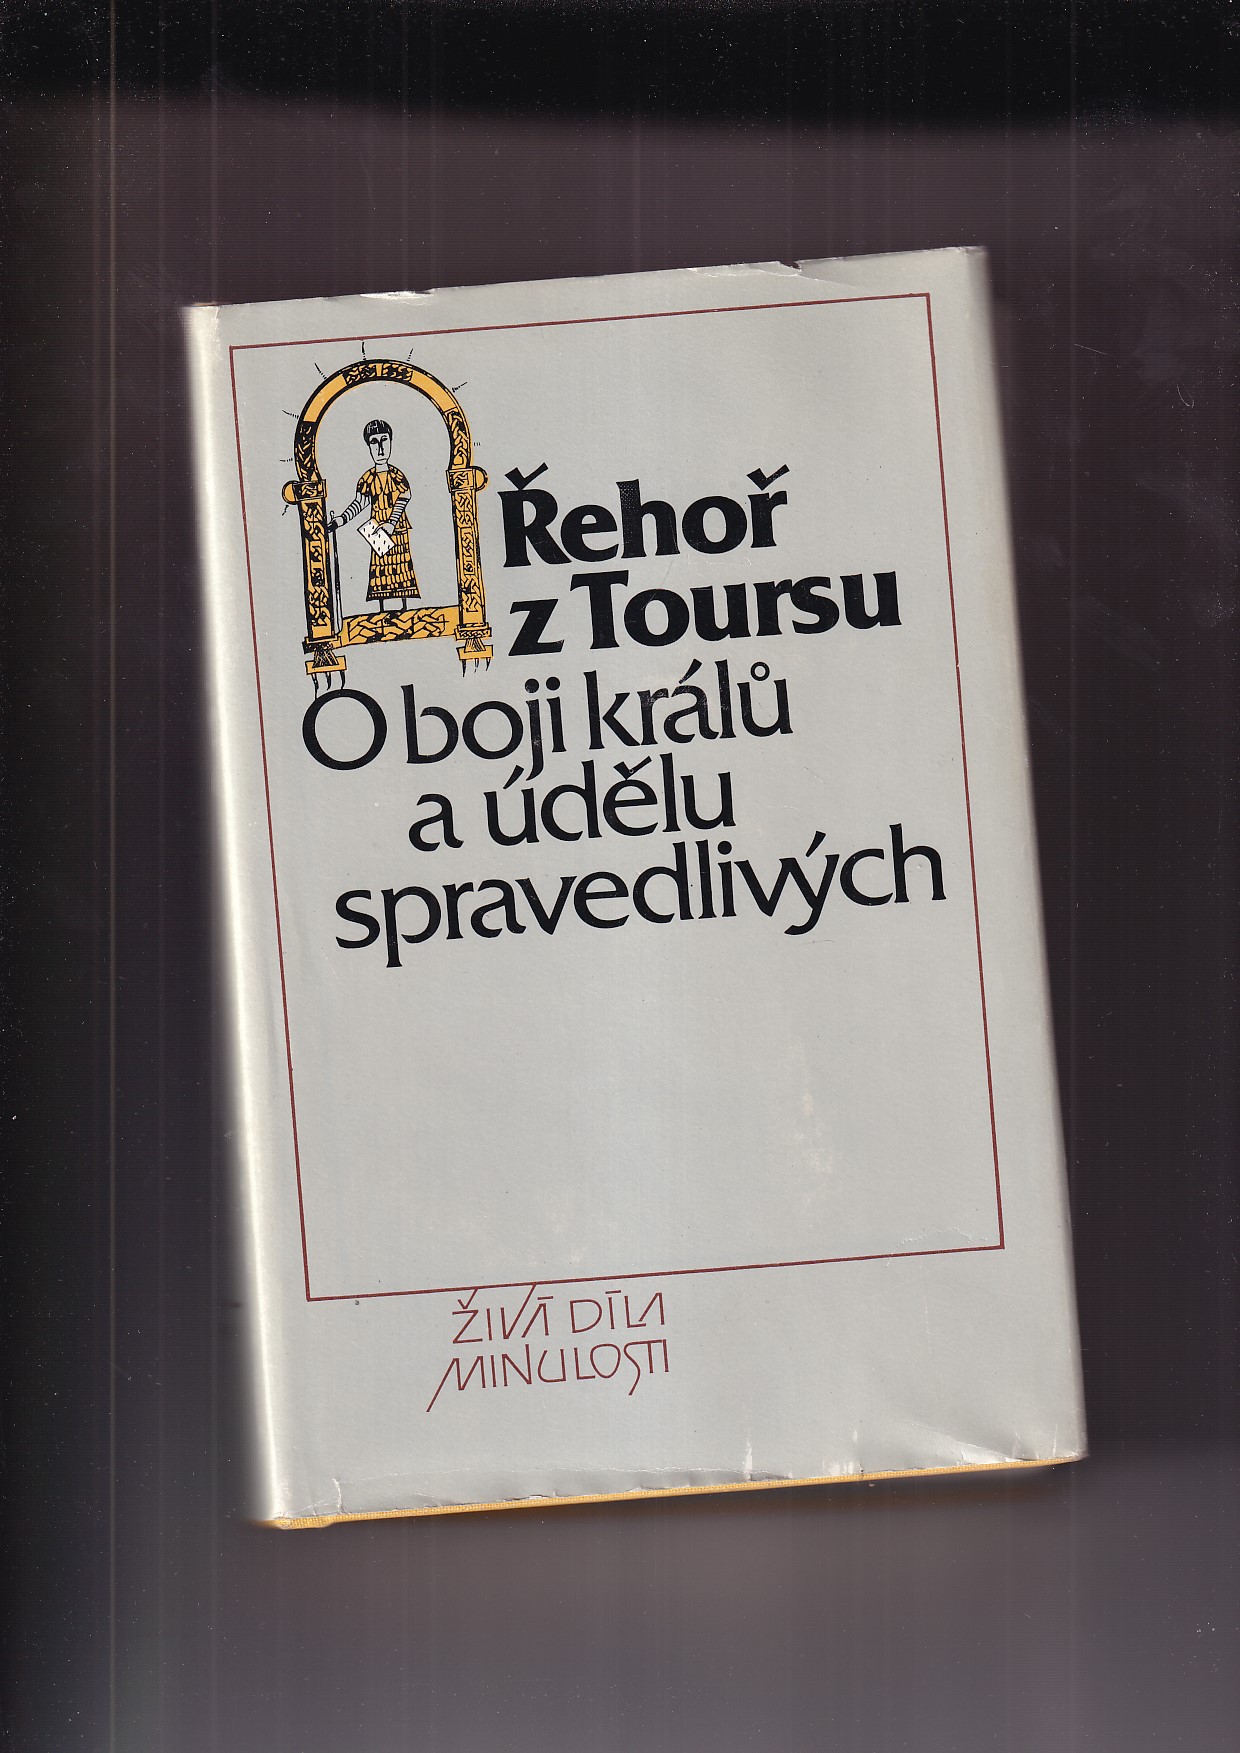 Řehoř
z Toursu
O boji králů
a údělu
spravedlivých
ŽIVÁ DÍLA
MINULOSTI